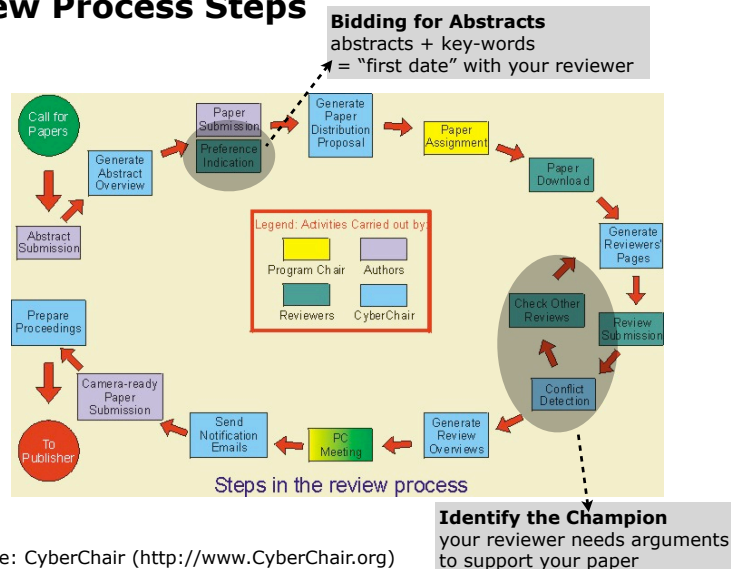 ew Process Steps
Bidding for Abstracts
abstracts + key-words
= “first date” with your reviewer
Call for
Papers
Generate
Abstract
Overview
Abstract
Submission
Paper
Submission
Preference
Indication
Generate
Paper
Distribution
Proposal
Paper
Assignment
Paper
Download
Generate
Reviewers'
Pages
Review
Submission
Check Other
Reviews
Conflict
Detection
Legend: Activities Carried out by:
Program Chair
Authors
Reviewers
CyberChair
Prepare
Proceedings
Camera-ready
Paper
Submission
To
Publisher
Send
Notification
Emails
PC
Meeting
Generate
Review
Overviews
Steps in the review process
Identify the Champion
your reviewer needs arguments
to support your paper
e: CyberChair (http://www.CyberChair.org)